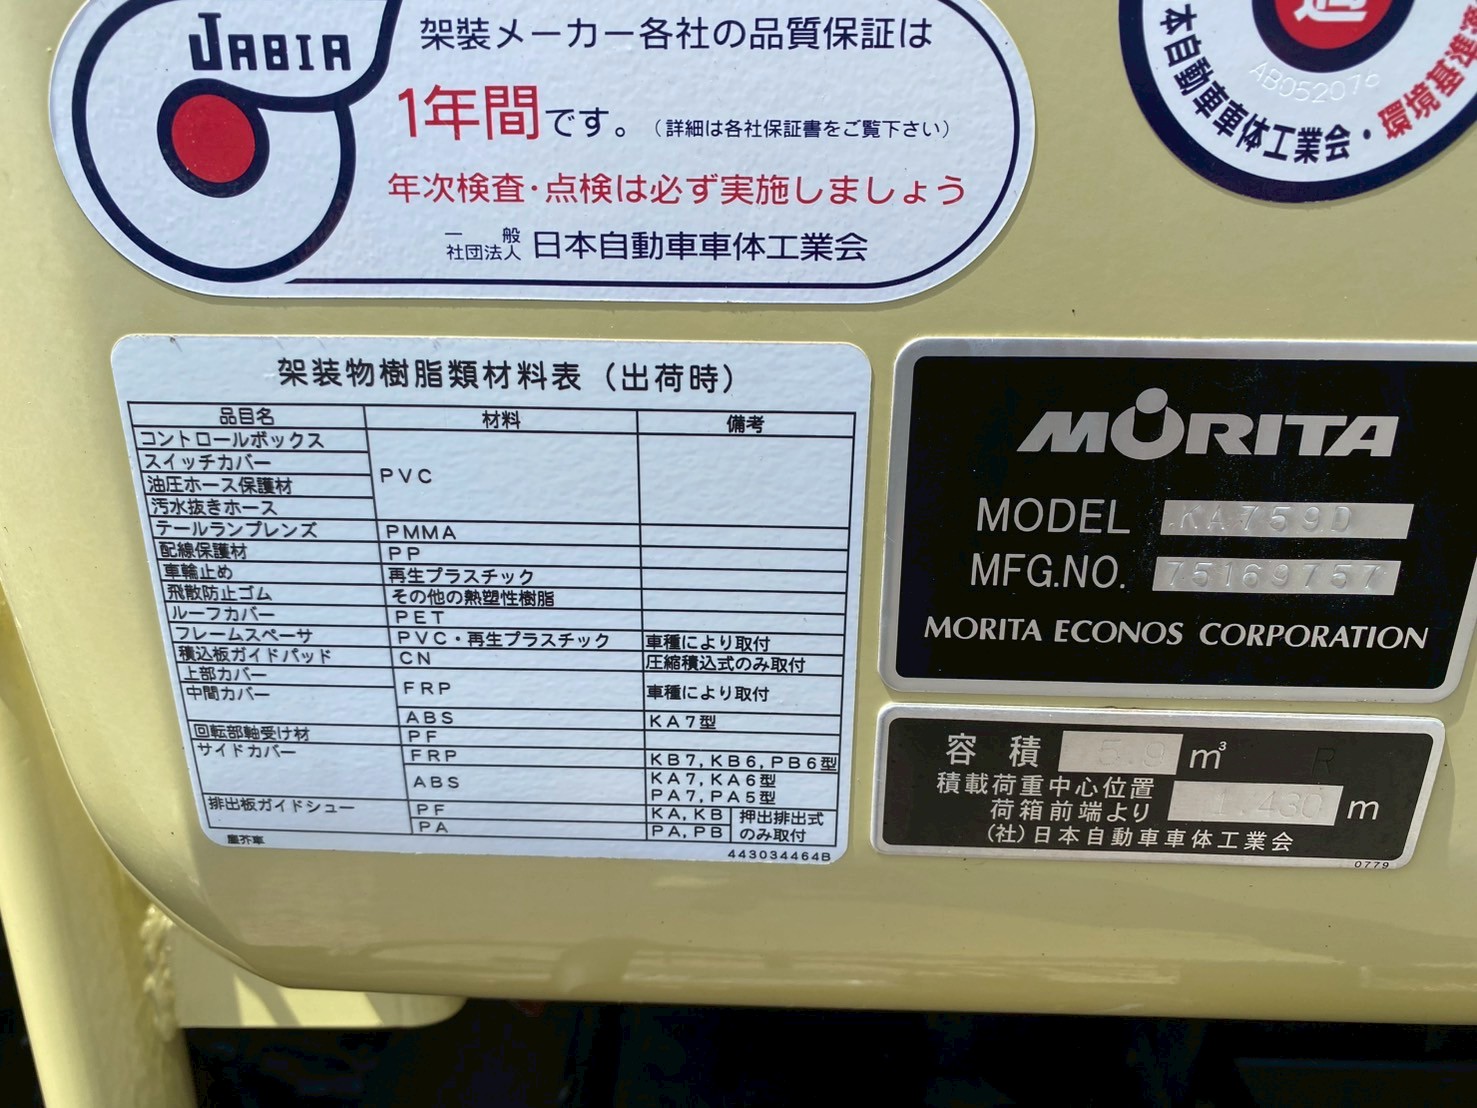 JABIA
架装メーカー各社の品質保証は
1年間です。（詳細は各社保証書をご覧下さい）
年次検査・点検は必ず実施しましょう
一般社団法人 日本自動車車体工業会
適
AB052076
本自動車車体工業会・環境基準
架装物樹脂類材料表（出荷時）
品目名 材料 備考
コントロールボックス
スイッチカバー
油圧ホース保護材
汚水抜きホース
PVC
テールランプレンズ PMMA
配線保護材 PP
車輪止め 再生プラスチック
飛散防止ゴム その他の熱塑性樹脂
ルーフカバー PET
フレームスペーサ PVC・再生プラスチック 車種により取付
積込板ガイドパッド CN 圧縮積込式のみ取付
上部カバー
中間カバー
FRP 車種により取付
ABS KA7型
回転部軸受け材 PF
サイドカバー FRP KB7, KB6, PB6型
ABS KA7, KA6型
PA7, PA5型
排出板ガイドシュー PF KA, KB 押出排出式
PA PA, PB のみ取付
塵芥車 443034464B
MORITA
MODEL KA759D
MFG.NO. 75169757
MORITA ECONOS CORPORATION
容積 5.9 m³ R
積載荷重中心位置
荷箱前端より 1.430 m
(社)日本自動車車体工業会
0779